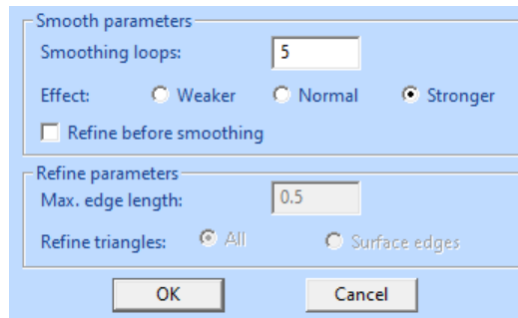 Smooth parameters
Smoothing loops: 5
Effect: Weaker Normal Stronger
Refine before smoothing
Refine parameters
Max. edge length: 0.5
Refine triangles: All Surface edges
OK Cancel